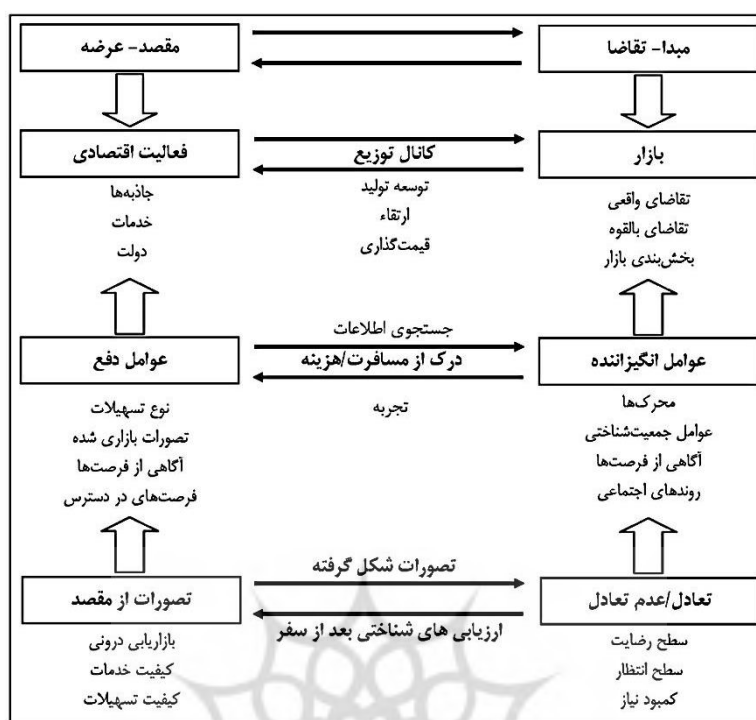 مبدا- تقاضا
مقصد- عرضه
بازار
کانال توزیع
فعالیت اقتصادی
تقاضای واقعی
تقاضای بالقوه
بخش‌بندی بازار
توسعه تولید
ارتقاء
قیمت‌گذاری
جاذبه‌ها
خدمات
دولت
عوامل انگیزاننده
جستجوی اطلاعات
درک از مسافرت/هزینه
تجربه
عوامل دفع
محرک‌ها
عوامل جمعیت‌شناختی
آگاهی از فرصت‌ها
روندهای اجتماعی
نوع تسهیلات
تصورات بازاری شده
آگاهی از فرصت‌ها
فرصت‌های در دسترس
تعادل/عدم تعادل
تصورات شکل گرفته
ارزیابی های شناختی بعد از سفر
تصورات از مقصد
سطح رضایت
سطح انتظار
کمبود نیاز
بازاریابی درونی
کیفیت خدمات
کیفیت تسهیلات